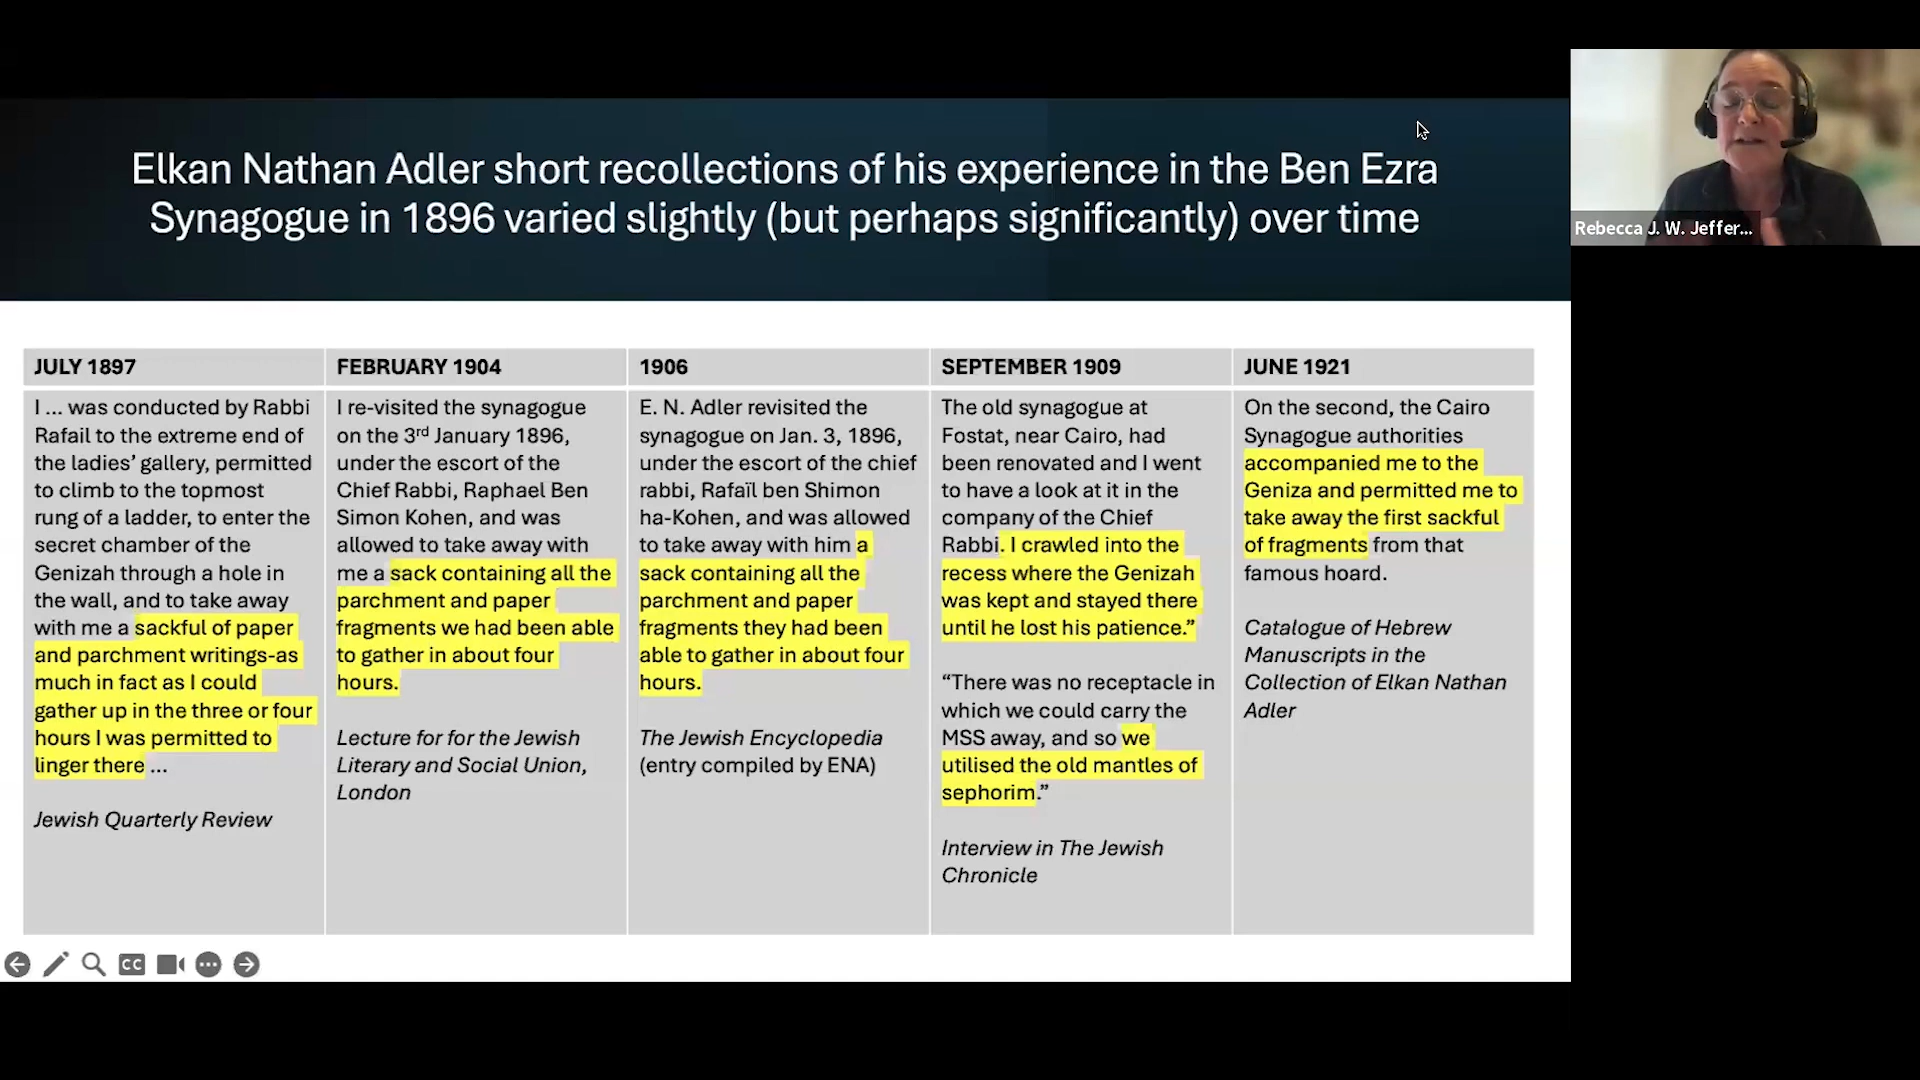 Elkan Nathan Adler short recollections of his experience in the Ben Ezra
Synagogue in 1896 varied slightly (but perhaps significantly) over time
Rebecca J. W. Jeffer...
JULY 1897
I ... was conducted by Rabbi
Rafail to the extreme end of
the ladies' gallery, permitted
to climb to the topmost
rung of a ladder, to enter the
secret chamber of the
Genizah through a hole in
the wall, and to take away
with me a sackful of paper
and parchment writings-as
much in fact as I could
gather up in the three or four
hours I was permitted to
linger there ...
Jewish Quarterly Review
FEBRUARY 1904
I re-visited the synagogue
on the 3rd January 1896,
under the escort of the
Chief Rabbi, Raphael Ben
Simon Kohen, and was
allowed to take away with
me a sack containing all the
parchment and paper
fragments we had been able
to gather in about four
hours.
Lecture for for the Jewish
Literary and Social Union,
London
1906
E. N. Adler revisited the
synagogue on Jan. 3, 1896,
under the escort of the chief
rabbi, Rafaïl ben Shimon
ha-Kohen, and was allowed
to take away with him a
sack containing all the
parchment and paper
fragments they had been
able to gather in about four
hours.
The Jewish Encyclopedia
(entry compiled by ENA)
SEPTEMBER 1909
The old synagogue at
Fostat, near Cairo, had
been renovated and I went
to have a look at it in the
company of the Chief
Rabbi. I crawled into the
recess where the Genizah
was kept and stayed there
until he lost his patience.”
“There was no receptacle in
which we could carry the
MSS away, and so we
utilised the old mantles of
sephorim.”
Interview in The Jewish
Chronicle
JUNE 1921
On the second, the Cairo
Synagogue authorities
accompanied me to the
Geniza and permitted me to
take away the first sackful
of fragments from that
famous hoard.
Catalogue of Hebrew
Manuscripts in the
Collection of Elkan Nathan
Adler
CC